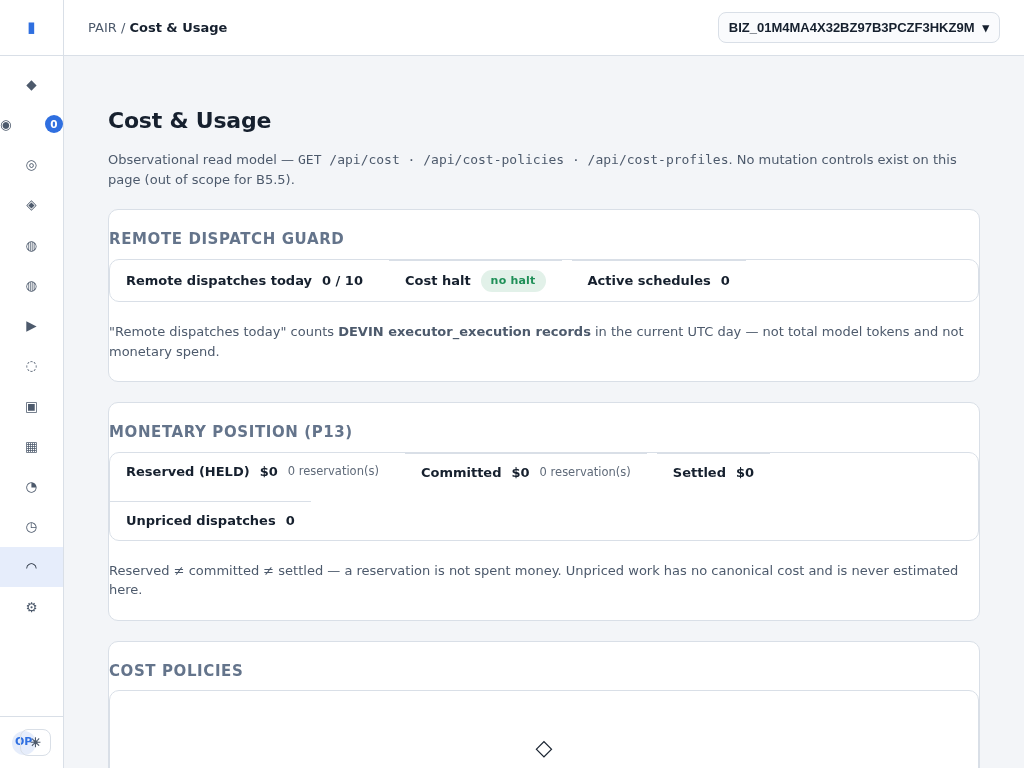 PAIR / Cost & Usage
BIZ_01M4MA4X32BZ97B3PCZF3HKZ9M ▾
0
Cost & Usage
Observational read model — GET /api/cost · /api/cost-policies · /api/cost-profiles. No mutation controls exist on this
page (out of scope for B5.5).
REMOTE DISPATCH GUARD
Remote dispatches today 0 / 10 Cost halt no halt Active schedules 0
"Remote dispatches today" counts DEVIN executor_execution records in the current UTC day — not total model tokens and not
monetary spend.
MONETARY POSITION (P13)
Reserved (HELD) $0 0 reservation(s) Committed $0 0 reservation(s) Settled $0
Unpriced dispatches 0
Reserved ≠ committed ≠ settled — a reservation is not spent money. Unpriced work has no canonical cost and is never estimated
here.
COST POLICIES
OP